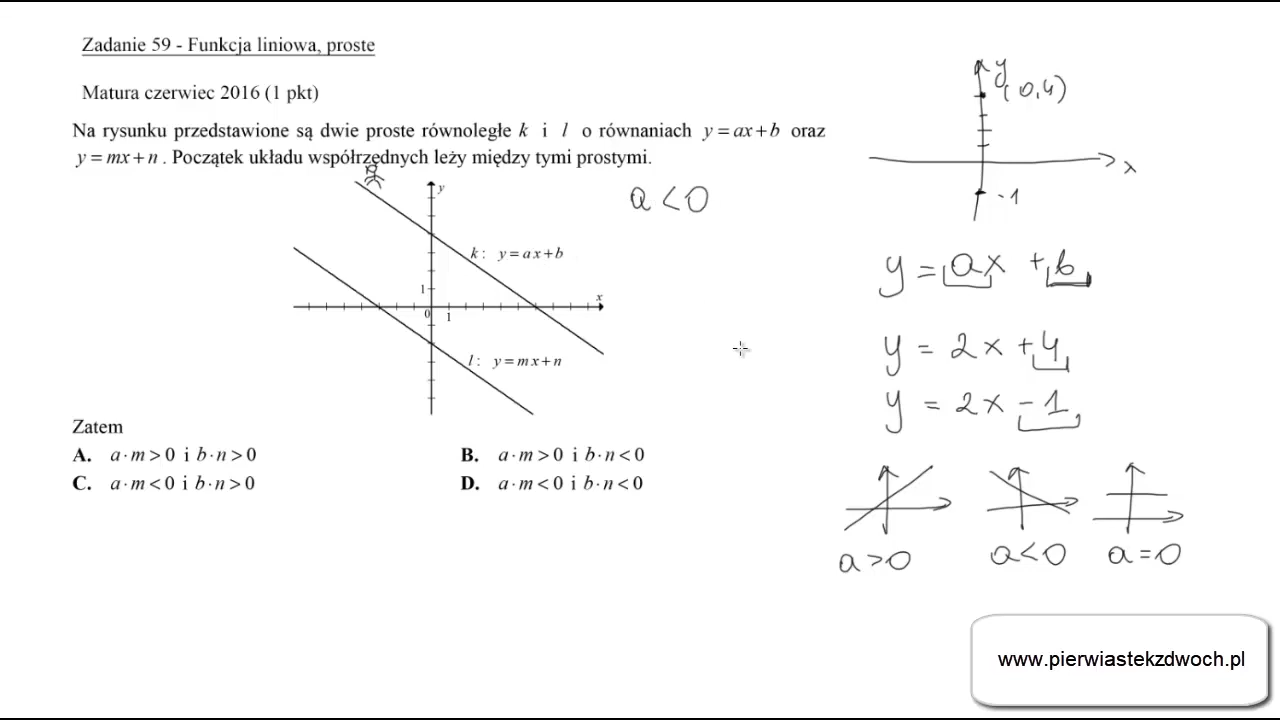 Zadanie 59 - Funkcja liniowa, proste
Matura czerwiec 2016 (1 pkt)
Na rysunku przedstawione są dwie proste równoległe k i l o równaniach y = ax + b oraz
y = mx + n . Początek układu współrzędnych leży między tymi prostymi.
y
k : y = ax + b
1
x
0
1
l : y = mx + n
Zatem
A. a·m > 0 i b·n > 0
B. a·m > 0 i b·n < 0
C. a·m < 0 i b·n > 0
D. a·m < 0 i b·n < 0
a < 0
y
(0,4)
x
-1
y = ax + b
y = 2x + 4
y = 2x - 1
a > 0
a < 0
a = 0
www.pierwiastekzdwoch.pl